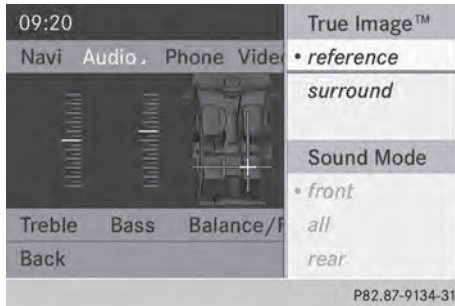 09:20
Navi Audio. Phone Video
Treble Bass Balance/F
Back
True Image™
• reference
surround
Sound Mode
• front
all
rear
P82.87-9134-31